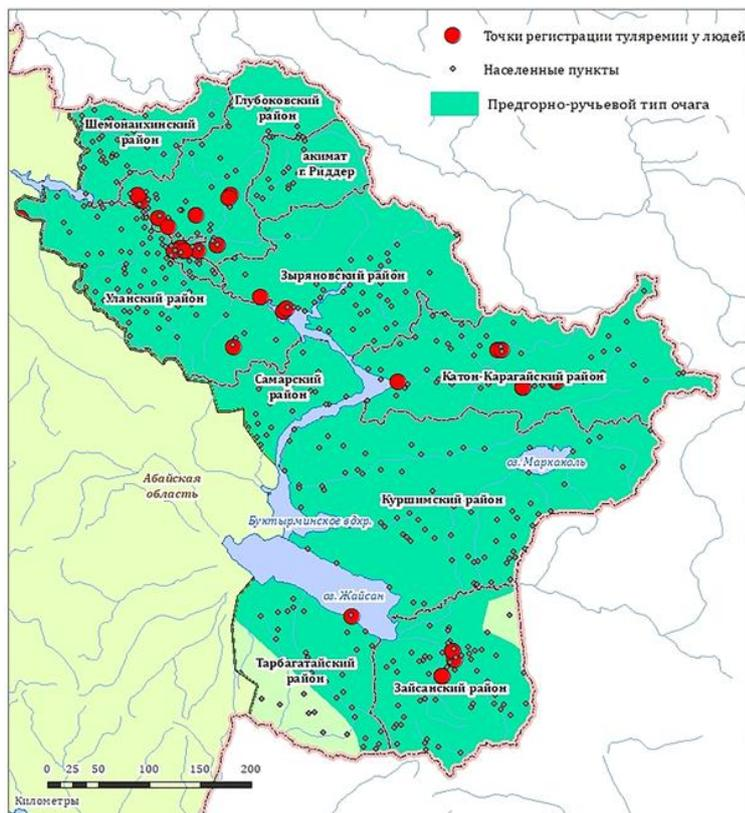 Точки регистрации туляремии у людей
Населенные пункты
Предгорно-ручьевой тип очага
Глубоковский
район
Шемонаихинский
район
акимат
г. Риддер
Зыряновский район
Уланский район
Самарский
район
Катон-Карагайский район
оз. Маркаколь
Абайская
область
Куршимский район
Буктырминское вдхр.
оз. Жайсан
Тарбагатайский
район
Зайсанский район
0 25 50 100 150 200
Километры